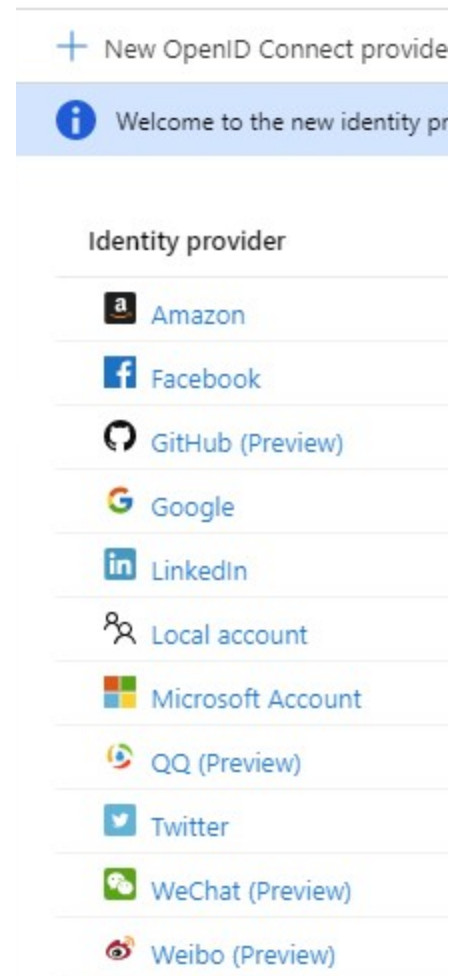 New OpenID Connect provide
Welcome to the new identity pr
Identity provider
Amazon
Facebook
GitHub (Preview)
Google
LinkedIn
Local account
Microsoft Account
QQ (Preview)
Twitter
WeChat (Preview)
Weibo (Preview)